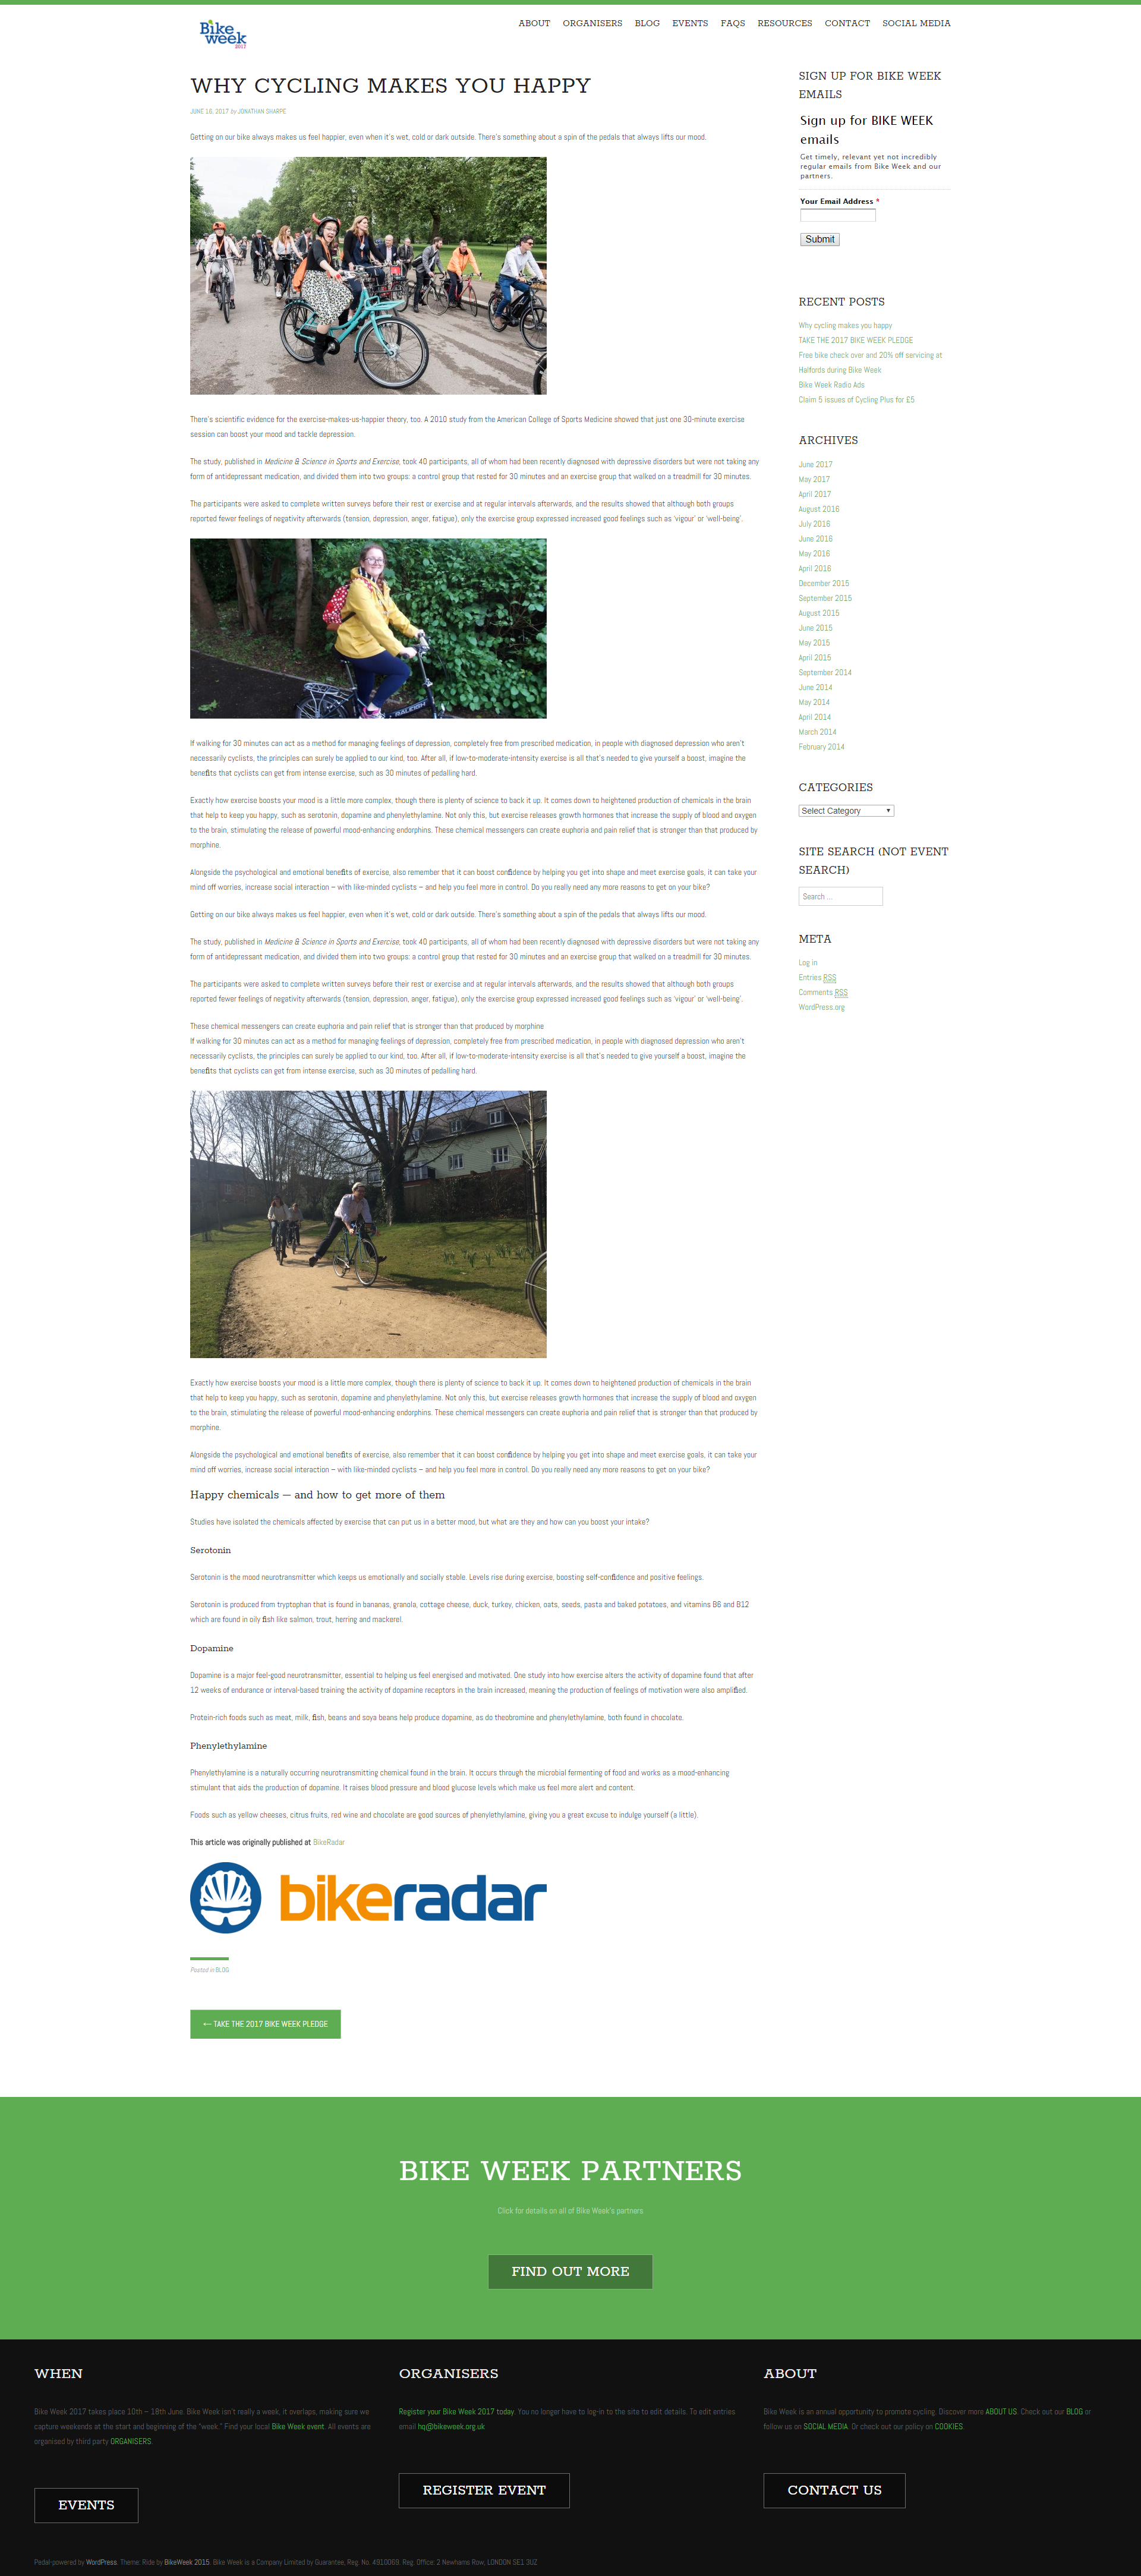 Bike
week
2017
ABOUT ORGANISERS BLOG EVENTS FAQS RESOURCES CONTACT SOCIAL MEDIA
WHY CYCLING MAKES YOU HAPPY
JUNE 16, 2017 by JONATHAN SHARPE
Getting on our bike always makes us feel happier, even when it's wet, cold or dark outside. There's something about a spin of the pedals that always lifts our mood.
There's scientific evidence for the exercise-makes-us-happier theory, too. A 2010 study from the American College of Sports Medicine showed that just one 30-minute exercise
session can boost your mood and tackle depression.
The study, published in Medicine & Science in Sports and Exercise, took 40 participants, all of whom had been recently diagnosed with depressive disorders but were not taking any
form of antidepressant medication, and divided them into two groups: a control group that rested for 30 minutes and an exercise group that walked on a treadmill for 30 minutes.
The participants were asked to complete written surveys before their rest or exercise and at regular intervals afterwards, and the results showed that although both groups
reported fewer feelings of negativity afterwards (tension, depression, anger, fatigue), only the exercise group expressed increased good feelings such as 'vigour' or 'well-being'.
RALEIGH
If walking for 30 minutes can act as a method for managing feelings of depression, completely free from prescribed medication, in people with diagnosed depression who aren't
necessarily cyclists, the principles can surely be applied to our kind, too. After all, if low-to-moderate-intensity exercise is all that's needed to give yourself a boost, imagine the
benefits that cyclists can get from intense exercise, such as 30 minutes of pedalling hard.
Exactly how exercise boosts your mood is a little more complex, though there is plenty of science to back it up. It comes down to heightened production of chemicals in the brain
that help to keep you happy, such as serotonin, dopamine and phenylethylamine. Not only this, but exercise releases growth hormones that increase the supply of blood and oxygen
to the brain, stimulating the release of powerful mood-enhancing endorphins. These chemical messengers can create euphoria and pain relief that is stronger than that produced by
morphine.
Alongside the psychological and emotional benefits of exercise, also remember that it can boost confidence by helping you get into shape and meet exercise goals, it can take your
mind off worries, increase social interaction – with like-minded cyclists – and help you feel more in control. Do you really need any more reasons to get on your bike?
Getting on our bike always makes us feel happier, even when it's wet, cold or dark outside. There's something about a spin of the pedals that always lifts our mood.
The study, published in Medicine & Science in Sports and Exercise, took 40 participants, all of whom had been recently diagnosed with depressive disorders but were not taking any
form of antidepressant medication, and divided them into two groups: a control group that rested for 30 minutes and an exercise group that walked on a treadmill for 30 minutes.
The participants were asked to complete written surveys before their rest or exercise and at regular intervals afterwards, and the results showed that although both groups
reported fewer feelings of negativity afterwards (tension, depression, anger, fatigue), only the exercise group expressed increased good feelings such as 'vigour' or 'well-being'.
These chemical messengers can create euphoria and pain relief that is stronger than that produced by morphine
If walking for 30 minutes can act as a method for managing feelings of depression, completely free from prescribed medication, in people with diagnosed depression who aren't
necessarily cyclists, the principles can surely be applied to our kind, too. After all, if low-to-moderate-intensity exercise is all that's needed to give yourself a boost, imagine the
benefits that cyclists can get from intense exercise, such as 30 minutes of pedalling hard.
Exactly how exercise boosts your mood is a little more complex, though there is plenty of science to back it up. It comes down to heightened production of chemicals in the brain
that help to keep you happy, such as serotonin, dopamine and phenylethylamine. Not only this, but exercise releases growth hormones that increase the supply of blood and oxygen
to the brain, stimulating the release of powerful mood-enhancing endorphins. These chemical messengers can create euphoria and pain relief that is stronger than that produced by
morphine.
Alongside the psychological and emotional benefits of exercise, also remember that it can boost confidence by helping you get into shape and meet exercise goals, it can take your
mind off worries, increase social interaction – with like-minded cyclists – and help you feel more in control. Do you really need any more reasons to get on your bike?
Happy chemicals — and how to get more of them
Studies have isolated the chemicals affected by exercise that can put us in a better mood, but what are they and how can you boost your intake?
Serotonin
Serotonin is the mood neurotransmitter which keeps us emotionally and socially stable. Levels rise during exercise, boosting self-confidence and positive feelings.
Serotonin is produced from tryptophan that is found in bananas, granola, cottage cheese, duck, turkey, chicken, oats, seeds, pasta and baked potatoes, and vitamins B6 and B12
which are found in oily fish like salmon, trout, herring and mackerel.
Dopamine
Dopamine is a major feel-good neurotransmitter, essential to helping us feel energised and motivated. One study into how exercise alters the activity of dopamine found that after
12 weeks of endurance or interval-based training the activity of dopamine receptors in the brain increased, meaning the production of feelings of motivation were also amplified.
Protein-rich foods such as meat, milk, fish, beans and soya beans help produce dopamine, as do theobromine and phenylethylamine, both found in chocolate.
Phenylethylamine
Phenylethylamine is a naturally occurring neurotransmitting chemical found in the brain. It occurs through the microbial fermenting of food and works as a mood-enhancing
stimulant that aids the production of dopamine. It raises blood pressure and blood glucose levels which make us feel more alert and content.
Foods such as yellow cheeses, citrus fruits, red wine and chocolate are good sources of phenylethylamine, giving you a great excuse to indulge yourself (a little).
This article was originally published at BikeRadar
bikeradar
Posted in BLOG
← TAKE THE 2017 BIKE WEEK PLEDGE
SIGN UP FOR BIKE WEEK
EMAILS
Sign up for BIKE WEEK
emails
Get timely, relevant yet not incredibly
regular emails from Bike Week and our
partners.
Your Email Address *
Submit
RECENT POSTS
Why cycling makes you happy
TAKE THE 2017 BIKE WEEK PLEDGE
Free bike check over and 20% off servicing at
Halfords during Bike Week
Bike Week Radio Ads
Claim 5 issues of Cycling Plus for £5
ARCHIVES
June 2017
May 2017
April 2017
August 2016
July 2016
June 2016
May 2016
April 2016
December 2015
September 2015
August 2015
June 2015
May 2015
April 2015
September 2014
June 2014
May 2014
April 2014
March 2014
February 2014
CATEGORIES
Select Category
SITE SEARCH (NOT EVENT
SEARCH)
Search ...
META
Log in
Entries RSS
Comments RSS
WordPress.org
BIKE WEEK PARTNERS
Click for details on all of Bike Week's partners
FIND OUT MORE
WHEN
Bike Week 2017 takes place 10th – 18th June. Bike Week isn't really a week, it overlaps, making sure we
capture weekends at the start and beginning of the "week." Find your local Bike Week event. All events are
organised by third party ORGANISERS.
EVENTS
ORGANISERS
Register your Bike Week 2017 today. You no longer have to log-in to the site to edit details. To edit entries
email hq@bikeweek.org.uk
REGISTER EVENT
ABOUT
Bike Week is an annual opportunity to promote cycling. Discover more ABOUT US. Check out our BLOG or
follow us on SOCIAL MEDIA. Or check out our policy on COOKIES.
CONTACT US
Pedal-powered by WordPress. Theme: Ride by BikeWeek 2015. Bike Week is a Company Limited by Guarantee, Reg. No. 4910069. Reg. Office: 2 Newhams Row, LONDON SE1 3UZ